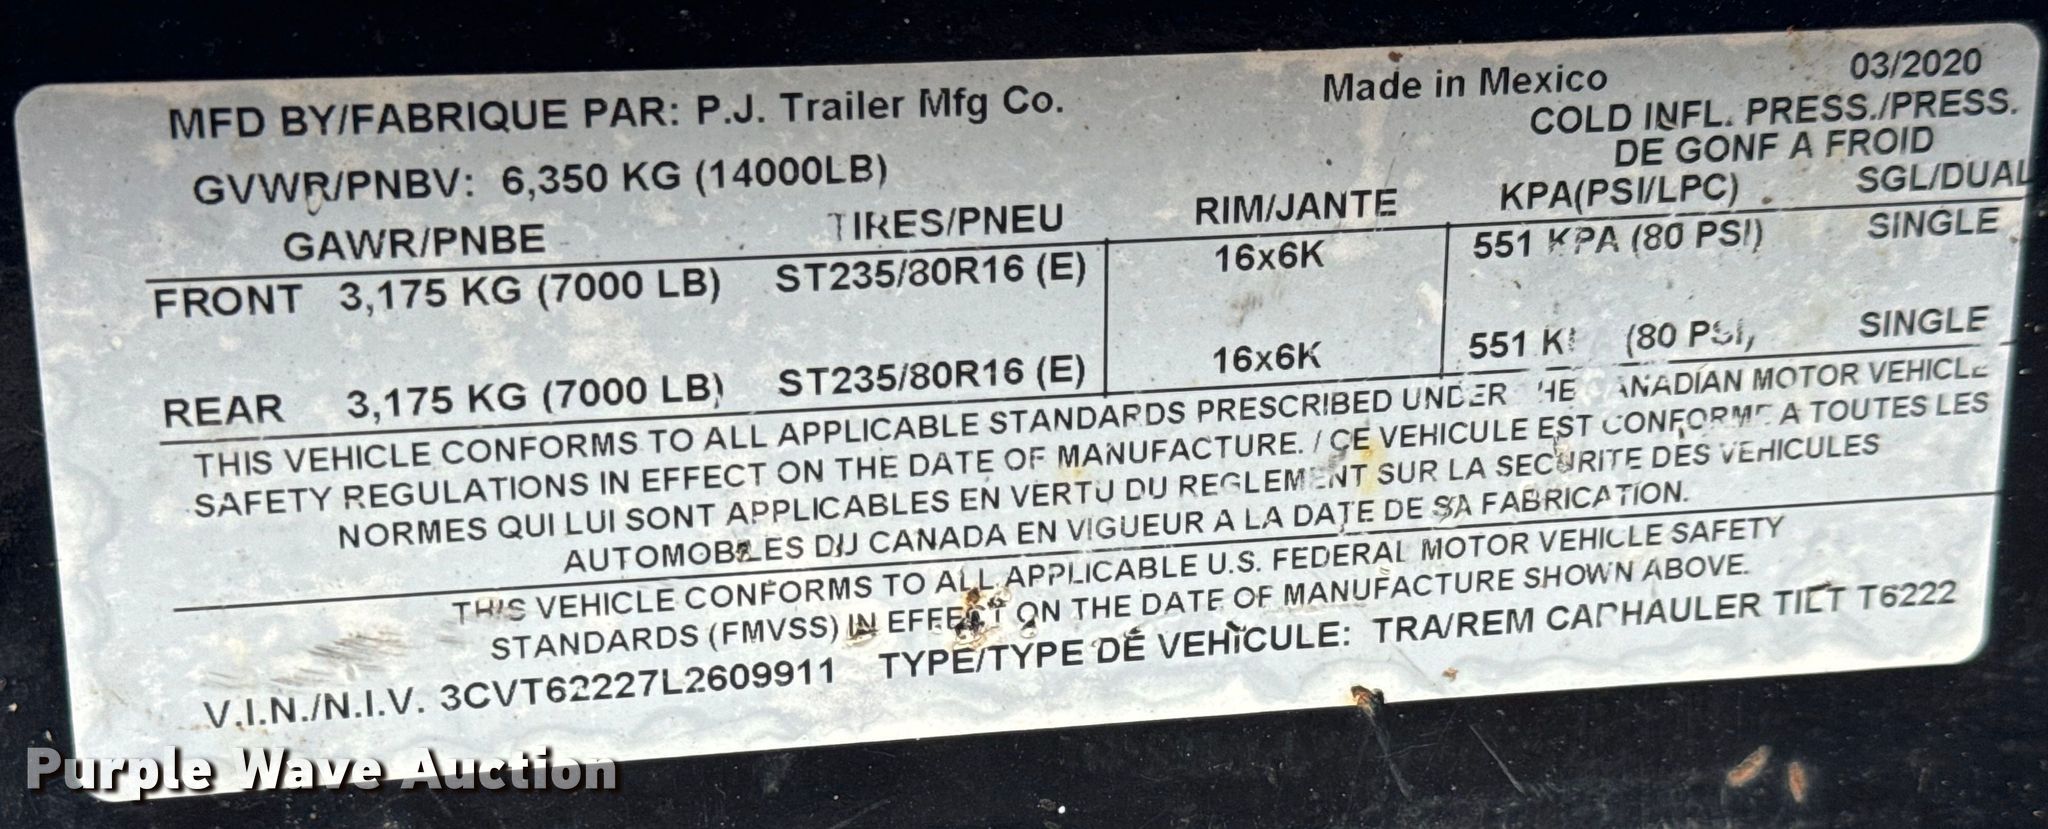 MFD BY/FABRIQUE PAR: P.J. Trailer Mfg Co. Made in Mexico 03/2020
COLD INFL. PRESS./PRESS.
DE GONF A FROID
GVWR/PNBV: 6,350 KG (14000LB)
GAWR/PNBE TIRES/PNEU RIM/JANTE KPA(PSI/LPC) SGL/DUAL
FRONT 3,175 KG (7000 LB) ST235/80R16 (E) 16x6K 551 KPA (80 PSI) SINGLE
REAR 3,175 KG (7000 LB) ST235/80R16 (E) 16x6K 551 (80 PSI) SINGLE
THIS VEHICLE CONFORMS TO ALL APPLICABLE STANDARDS PRESCRIBED UNDER THE CANADIAN MOTOR VEHICLE
SAFETY REGULATIONS IN EFFECT ON THE DATE OF MANUFACTURE. / CE VEHICULE EST CONFORME A TOUTES LES
NORMES QUI LUI SONT APPLICABLES EN VERTU DU REGLEMENT SUR LA SECURITE DES VEHICULES
AUTOMOBILES DU CANADA EN VIGUEUR A LA DATE DE SA FABRICATION.
THIS VEHICLE CONFORMS TO ALL APPLICABLE U.S. FEDERAL MOTOR VEHICLE SAFETY
STANDARDS (FMVSS) IN EFFECT ON THE DATE OF MANUFACTURE SHOWN ABOVE.
V.I.N./N.I.V. 3CVT62227L2609911 TYPE/TYPE DE VEHICULE: TRA/REM CARHAULER TILT T6222
Purple Wave Auction